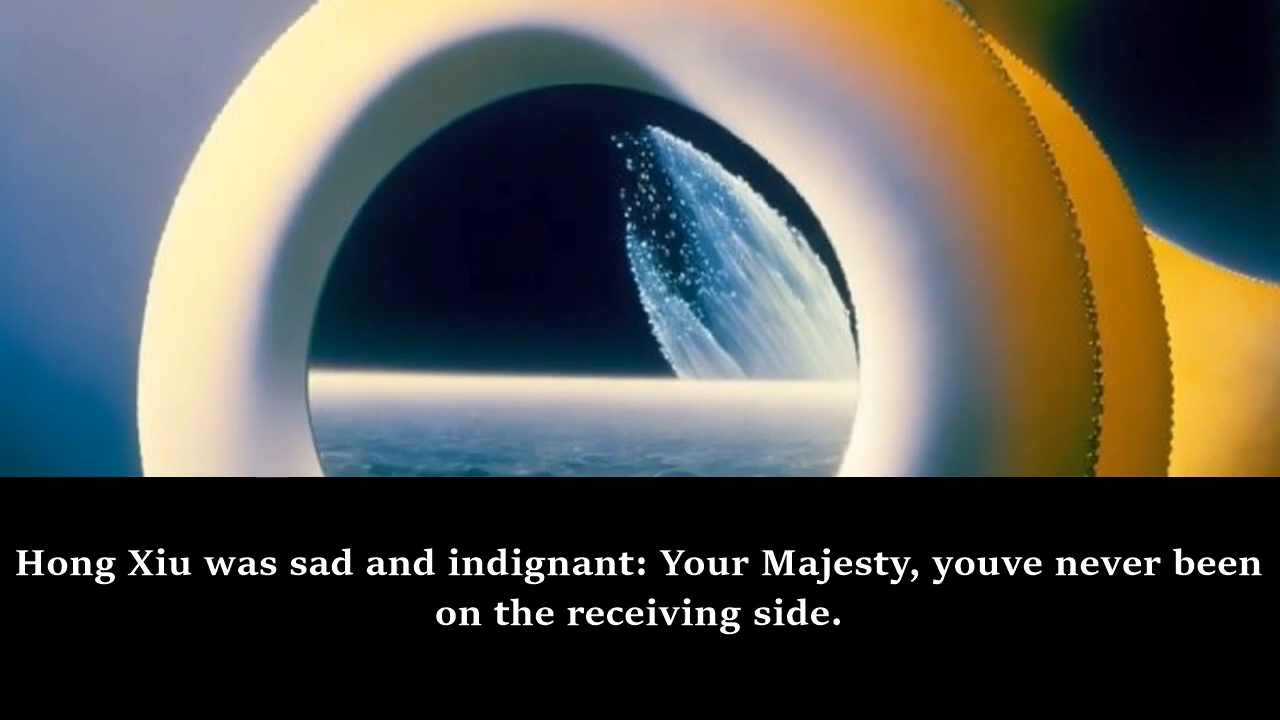 Hong Xiu was sad and indignant: Your Majesty, youve never been
on the receiving side.